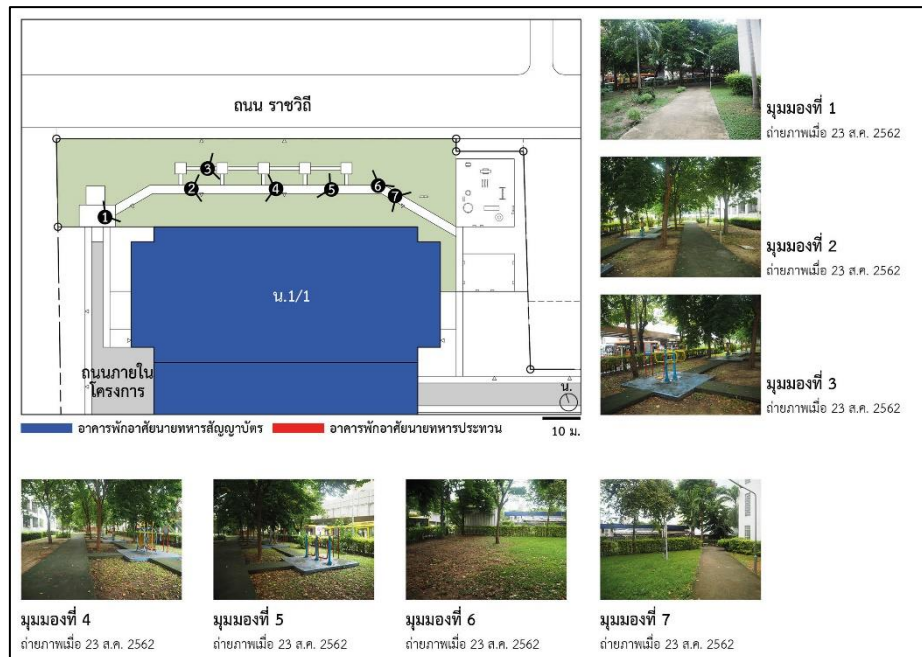 ถนน ราชวิถี
3
2
4
5
6
7
1
น.1/1
ถนนภายใน
โครงการ
น.
อาคารพักอาศัยนายทหารสัญญาบัตร
อาคารพักอาศัยนายทหารประทวน
10 ม.
มุมมองที่ 1
ถ่ายภาพเมื่อ 23 ส.ค. 2562
มุมมองที่ 2
ถ่ายภาพเมื่อ 23 ส.ค. 2562
มุมมองที่ 3
ถ่ายภาพเมื่อ 23 ส.ค. 2562
มุมมองที่ 4
ถ่ายภาพเมื่อ 23 ส.ค. 2562
มุมมองที่ 5
ถ่ายภาพเมื่อ 23 ส.ค. 2562
มุมมองที่ 6
ถ่ายภาพเมื่อ 23 ส.ค. 2562
มุมมองที่ 7
ถ่ายภาพเมื่อ 23 ส.ค. 2562